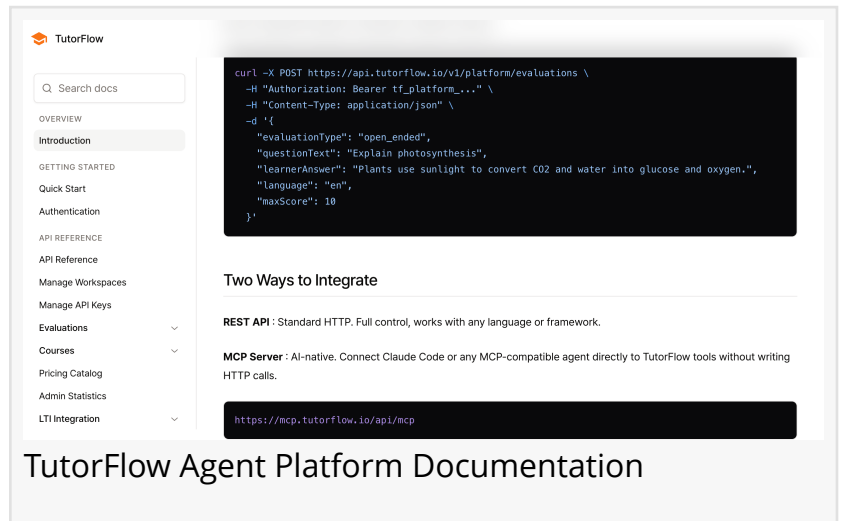 TutorFlow
Search docs
OVERVIEW
Introduction
GETTING STARTED
Quick Start
Authentication
API REFERENCE
API Reference
Manage Workspaces
Manage API Keys
Evaluations
Courses
Pricing Catalog
Admin Statistics
LTI Integration
curl -X POST https://api.tutorflow.io/v1/platform/evaluations \
-H "Authorization: Bearer tf_platform_..." \
-H "Content-Type: application/json" \
-d '{
"evaluationType": "open_ended",
"questionText": "Explain photosynthesis",
"learnerAnswer": "Plants use sunlight to convert CO2 and water into glucose and oxygen.",
"language": "en",
"maxScore": 10
}'
Two Ways to Integrate
REST API : Standard HTTP. Full control, works with any language or framework.
MCP Server : AI-native. Connect Claude Code or any MCP-compatible agent directly to TutorFlow tools without writing
HTTP calls.
https://mcp.tutorflow.io/api/mcp
TutorFlow Agent Platform Documentation